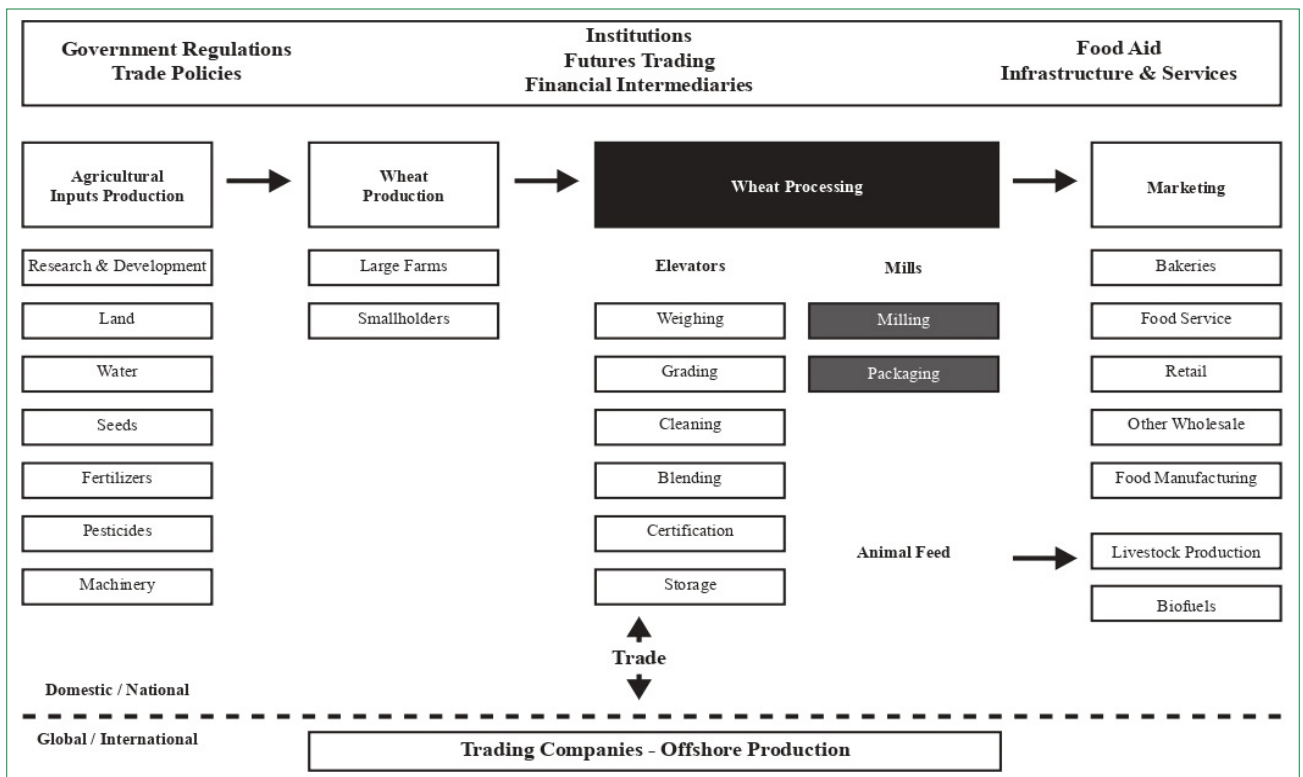 Government Regulations
Trade Policies
Institutions
Futures Trading
Financial Intermediaries
Food Aid
Infrastructure & Services
Agricultural
Inputs Production
Wheat
Production
Wheat Processing
Marketing
Research & Development
Land
Water
Seeds
Fertilizers
Pesticides
Machinery
Large Farms
Smallholders
Elevators
Weighing
Grading
Cleaning
Blending
Certification
Storage
Mills
Milling
Packaging
Animal Feed
Bakeries
Food Service
Retail
Other Wholesale
Food Manufacturing
Livestock Production
Biofuels
Trade
Domestic / National
Global / International
Trading Companies - Offshore Production